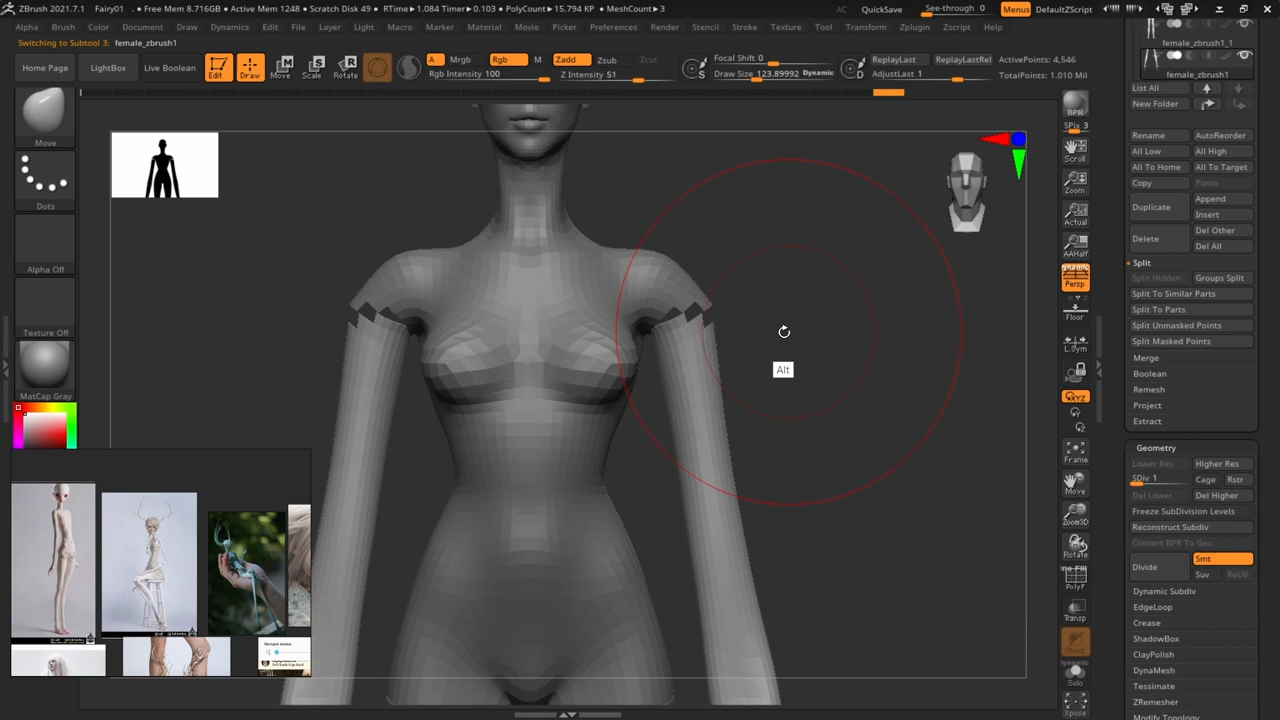 ZBrush 2021.7.1 Fairy01 • Free Mem 8.716GB • Active Mem 1248 • Scratch Disk 49 • RTime▸1.084 Timer▸0.103 • PolyCount▸15.794 KP • MeshCount▸3
AC QuickSave See-through 0 Menus DefaultZScript
Alpha Brush Color Document Draw Dynamics Edit File Layer Light Macro Marker Material Movie Picker Preferences Render Stencil Stroke Texture Tool Transform Zplugin Zscript Help
Switching to Subtool 3: female_zbrush1
Home Page LightBox Live Boolean Edit Draw Move Scale Rotate
A Mrgb Rgb M Zadd Zsub Zcut
Rgb Intensity 100 Z Intensity 51
S Focal Shift 0
Draw Size 123.89992 Dynamic
D ReplayLast ReplayLastRel
AdjustLast 1
ActivePoints: 4,546
TotalPoints: 1.010 Mil
Move
Dots
Alpha Off
Texture Off
MatCap Gray
Alt
BPR
SPix 3
Scroll
Zoom
Actual
AAHalf
Dynamic
Persp
Floor
L.Sym
XYZ
Y
Z
Frame
Move
Zoom3D
Rotate
Line Fill
PolyF
Transp
Ghost
Dynamic
Solo
Xpose
female_zbrush1_1
female_zbrush1
List All
New Folder
Rename AutoReorder
All Low All High
All To Home All To Target
Copy Paste
Duplicate Append
Insert
Delete Del Other
Del All
Split
Split Hidden Groups Split
Split To Similar Parts
Split To Parts
Split Unmasked Points
Split Masked Points
Merge
Boolean
Remesh
Project
Extract
Geometry
Lower Res Higher Res
SDiv 1 Cage Rstr
Del Lower Del Higher
Freeze SubDivision Levels
Reconstruct Subdiv
Convert BPR To Geo
Divide Smt
Suv ReUV
Dynamic Subdiv
EdgeLoop
Crease
ShadowBox
ClayPolish
DynaMesh
Tessimate
ZRemesher
Modify Topology